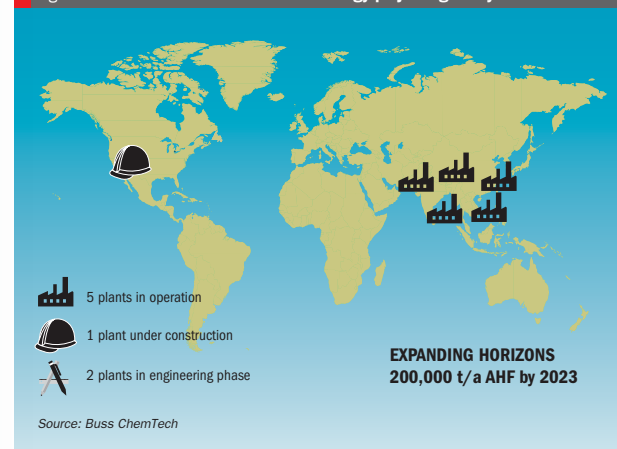 5 plants in operation
1 plant under construction
2 plants in engineering phase
EXPANDING HORIZONS
200,000 t/a AHF by 2023
Source: Buss ChemTech